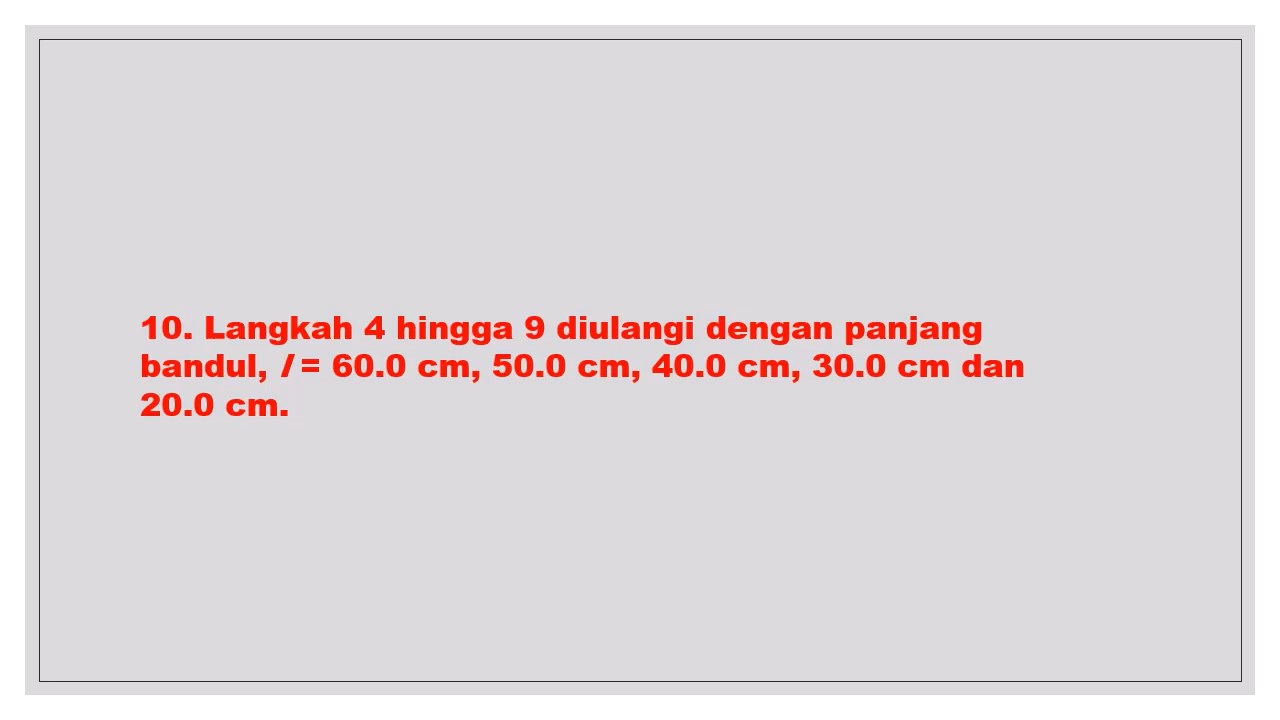 10. Langkah 4 hingga 9 diulangi dengan panjang
bandul, l = 60.0 cm, 50.0 cm, 40.0 cm, 30.0 cm dan
20.0 cm.